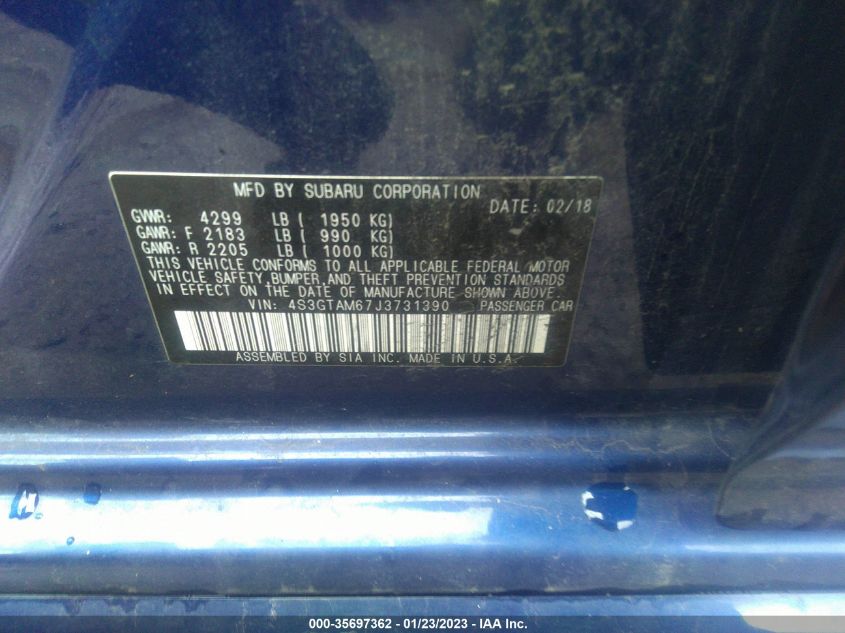 MFD BY SUBARU CORPORATION
DATE: 02/18
GVWR: 4299 LB ( 1950 KG)
GAWR: F 2183 LB ( 990 KG)
GAWR: R 2205 LB ( 1000 KG)
THIS VEHICLE CONFORMS TO ALL APPLICABLE FEDERAL MOTOR
VEHICLE SAFETY, BUMPER, AND THEFT PREVENTION STANDARDS
IN EFFECT ON THE DATE OF MANUFACTURE SHOWN ABOVE.
VIN: 4S3GTAM67J3731390 PASSENGER CAR
ASSEMBLED BY SIA INC. MADE IN U.S.A.
000-35697362 - 01/23/2023 - IAA Inc.